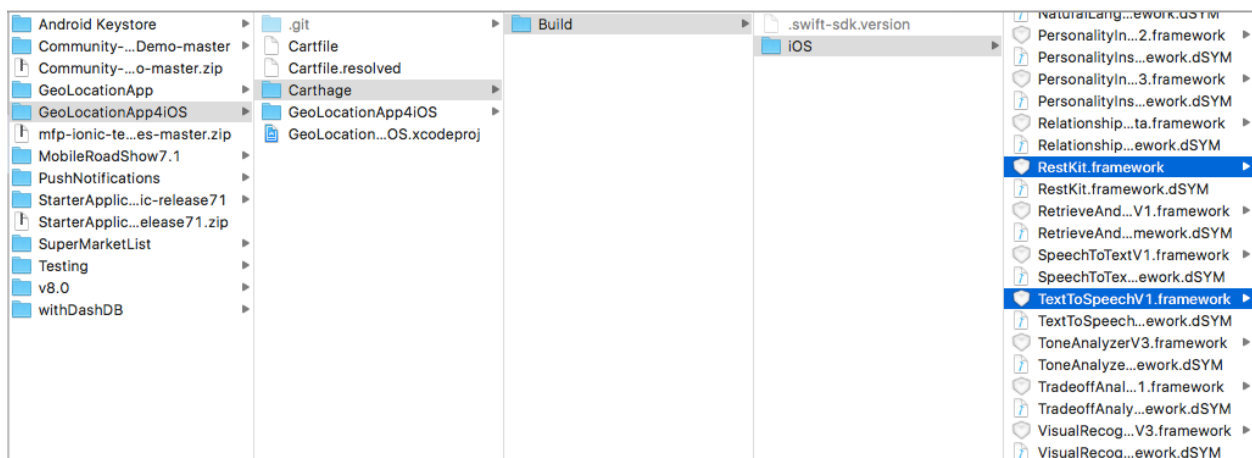 Android Keystore
Community-...Demo-master
Community-...o-master.zip
GeoLocationApp
GeoLocationApp4iOS
mfp-ionic-te...es-master.zip
MobileRoadShow7.1
PushNotifications
StarterApplic...ic-release71
StarterApplic...elease71.zip
SuperMarketList
Testing
v8.0
withDashDB
.git
Cartfile
Cartfile.resolved
Carthage
GeoLocationApp4iOS
GeoLocation...OS.xcodeproj
Build
.swift-sdk.version
iOS
NaturalLang...ework.dSYM
PersonalityIn...2.framework
PersonalityIns...ework.dSYM
PersonalityIn...3.framework
PersonalityIns...ework.dSYM
Relationship...ta.framework
Relationship...ework.dSYM
RestKit.framework
RestKit.framework.dSYM
RetrieveAnd...V1.framework
RetrieveAnd...mework.dSYM
SpeechToTextV1.framework
SpeechToTex...ework.dSYM
TextToSpeechV1.framework
TextToSpeech...ework.dSYM
ToneAnalyzerV3.framework
ToneAnalyze...ework.dSYM
TradeoffAnal...1.framework
TradeoffAnaly...ework.dSYM
VisualRecog...V3.framework
VisualRecog...ework.dSYM